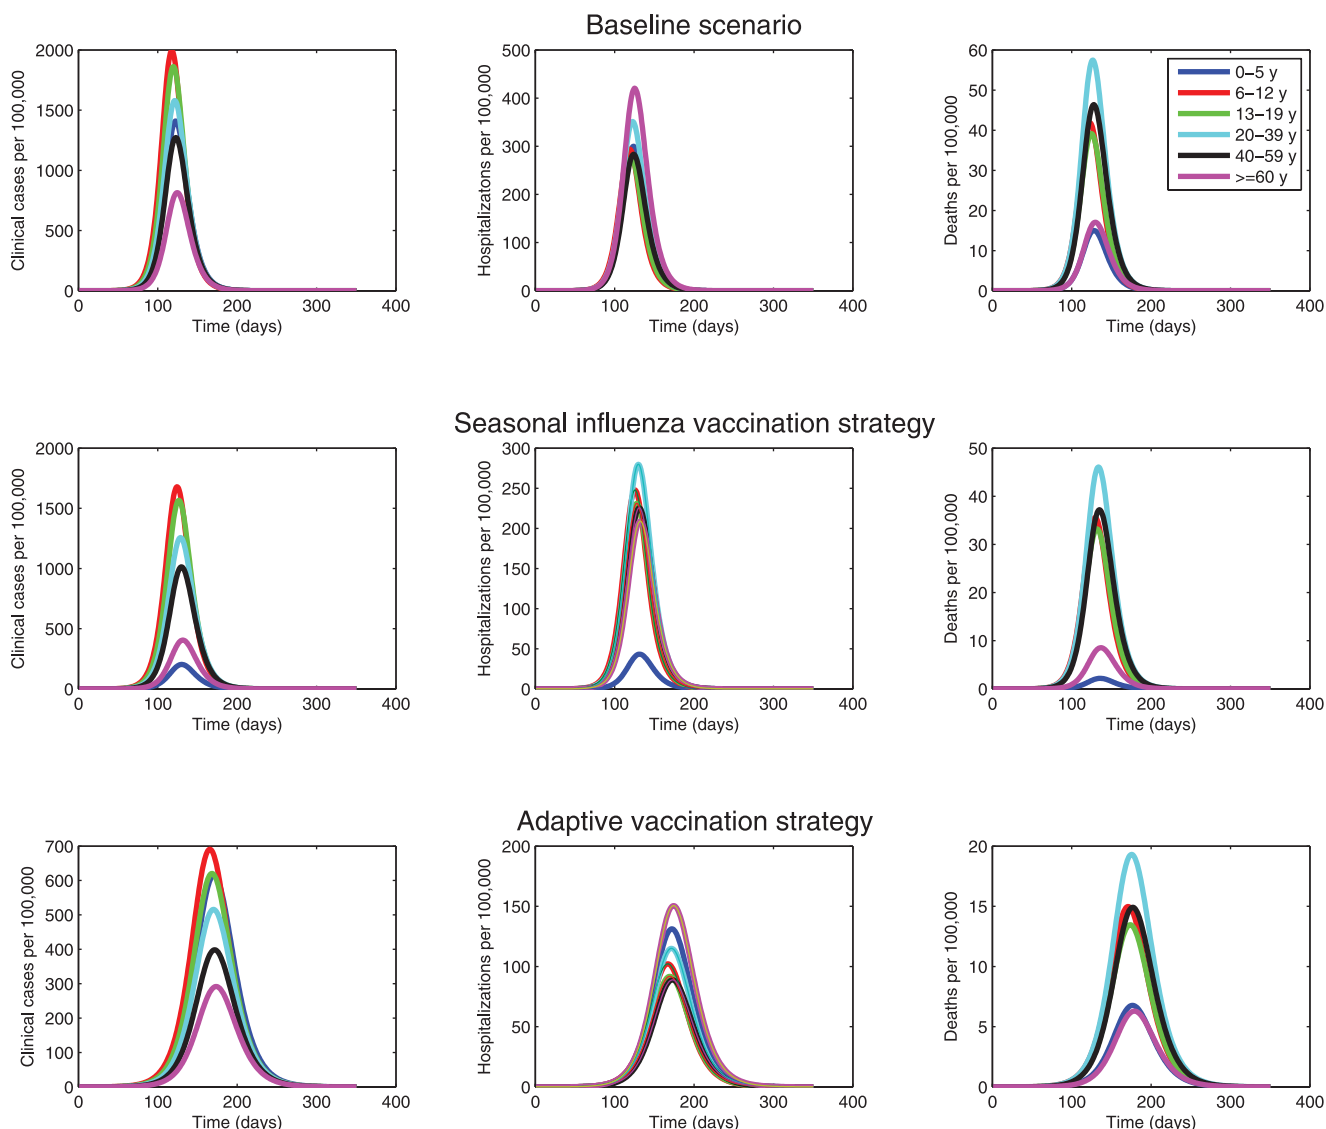 Baseline scenario
Clinical cases per 100,000
2000
1500
1000
500
0
0 100 200 300 400
Time (days)
Hospitalizatons per 100,000
500
400
300
200
100
0
0 100 200 300 400
Time (days)
Deaths per 100,000
60
50
40
30
20
10
0
0 100 200 300 400
Time (days)
0−5 y
6−12 y
13−19 y
20−39 y
40−59 y
>=60 y
Seasonal influenza vaccination strategy
Clinical cases per 100,000
2000
1500
1000
500
0
0 100 200 300 400
Time (days)
Hospitalizations per 100,000
300
250
200
150
100
50
0
0 100 200 300 400
Time (days)
Deaths per 100,000
50
40
30
20
10
0
0 100 200 300 400
Time (days)
Adaptive vaccination strategy
Clinical cases per 100,000
700
600
500
400
300
200
100
0
0 100 200 300 400
Time (days)
Hospitalizations per 100,000
200
150
100
50
0
0 100 200 300 400
Time (days)
Deaths per 100,000
20
15
10
5
0
0 100 200 300 400
Time (days)